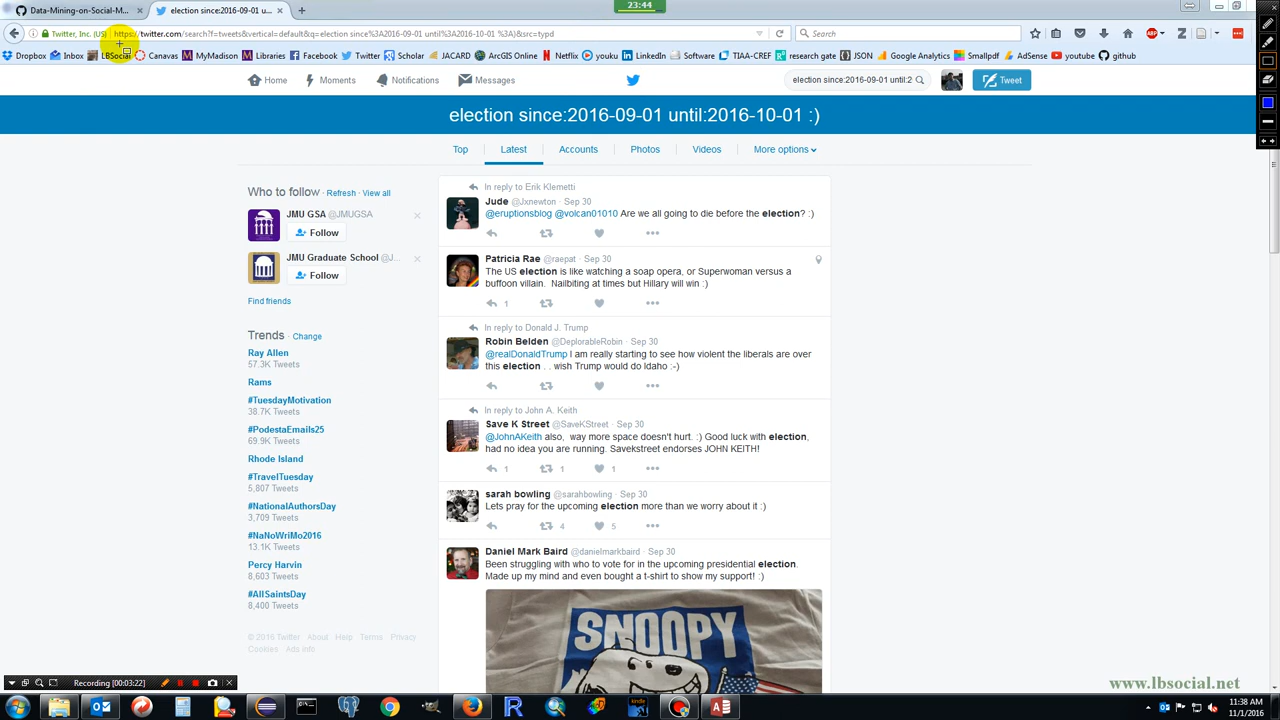 23:44
Data-Mining-on-Social-M...
election since:2016-09-01 u...
Twitter, Inc. (US)
https://twitter.com/search?f=tweets&vertical=default&q=election since%3A2016-09-01 until%3A2016-10-01 %3A)&src=typd
Search
Dropbox
Inbox
LBSocial
Canvas
MyMadison
Libraries
Facebook
Twitter
Scholar
JACARD
ArcGIS Online
Netflix
youku
LinkedIn
Software
TIAA-CREF
research gate
JSON
Google Analytics
Smallpdf
AdSense
youtube
github
Home
Moments
Notifications
Messages
election since:2016-09-01 until:2
Tweet
election since:2016-09-01 until:2016-10-01 :)
Top
Latest
Accounts
Photos
Videos
More options
Who to follow · Refresh · View all
JMU GSA @JMUGSA
Follow
JMU Graduate School @J...
Follow
Find friends
Trends · Change
Ray Allen
57.3K Tweets
Rams
#TuesdayMotivation
38.7K Tweets
#PodestaEmails25
69.9K Tweets
Rhode Island
#TravelTuesday
5,807 Tweets
#NationalAuthorsDay
3,709 Tweets
#NaNoWriMo2016
13.1K Tweets
Percy Harvin
8,603 Tweets
#AllSaintsDay
8,400 Tweets
© 2016 Twitter About Help Terms Privacy
Cookies Ads info
In reply to Erik Klemetti
Jude @Jxnewton · Sep 30
@eruptionsblog @volcan01010 Are we all going to die before the election? :)
Patricia Rae @raepat · Sep 30
The US election is like watching a soap opera, or Superwoman versus a
buffoon villain. Nailbiting at times but Hillary will win :)
1
In reply to Donald J. Trump
Robin Belden @DeplorableRobin · Sep 30
@realDonaldTrump I am really starting to see how violent the liberals are over
this election . . wish Trump would do Idaho :-)
In reply to John A. Keith
Save K Street @SaveKStreet · Sep 30
@JohnAKeith also, way more space doesn't hurt. :) Good luck with election,
had no idea you are running. Savekstreet endorses JOHN KEITH!
1 1 1
sarah bowling @sarahbowling · Sep 30
Lets pray for the upcoming election more than we worry about it :)
4 5
Daniel Mark Baird @danielmarkbaird · Sep 30
Been struggling with who to vote for in the upcoming presidential election.
Made up my mind and even bought a t-shirt to show my support! :)
SNOOPY
Recording [00:03:22]
www.lbsocial.net
11:38 AM
11/1/2016